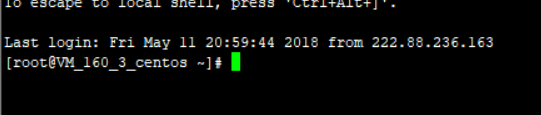 To escape to local shell, press 'Ctrl+Alt+]'.
Last login: Fri May 11 20:59:44 2018 from 222.88.236.163
[root@VM_160_3_centos ~]#